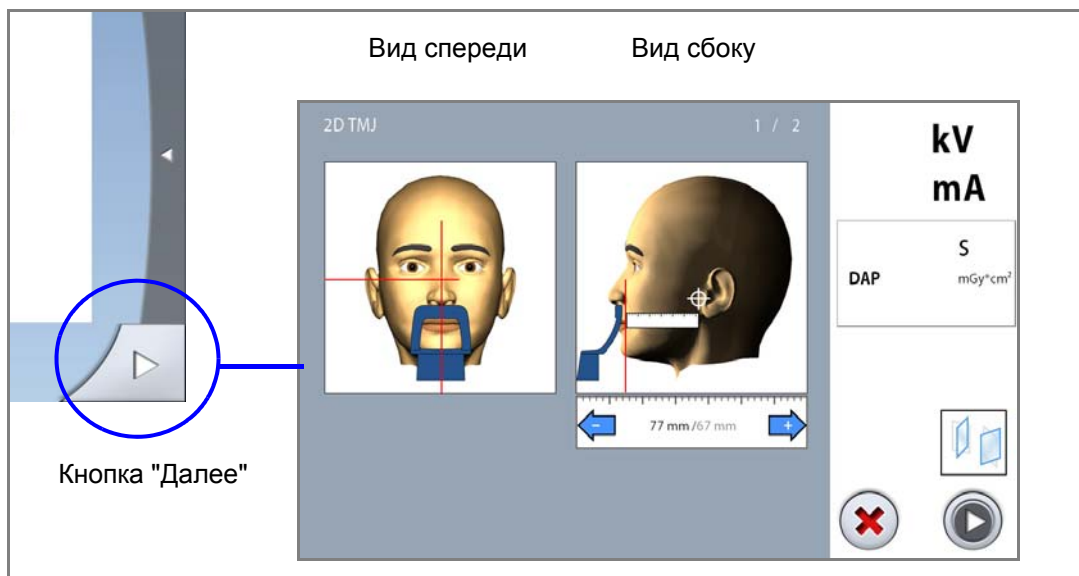 Вид спереди Вид сбоку
2D TMJ 1 / 2
kV
mA
S
DAP mGy*cm²
- 77 mm /67 mm +
Кнопка "Далее"